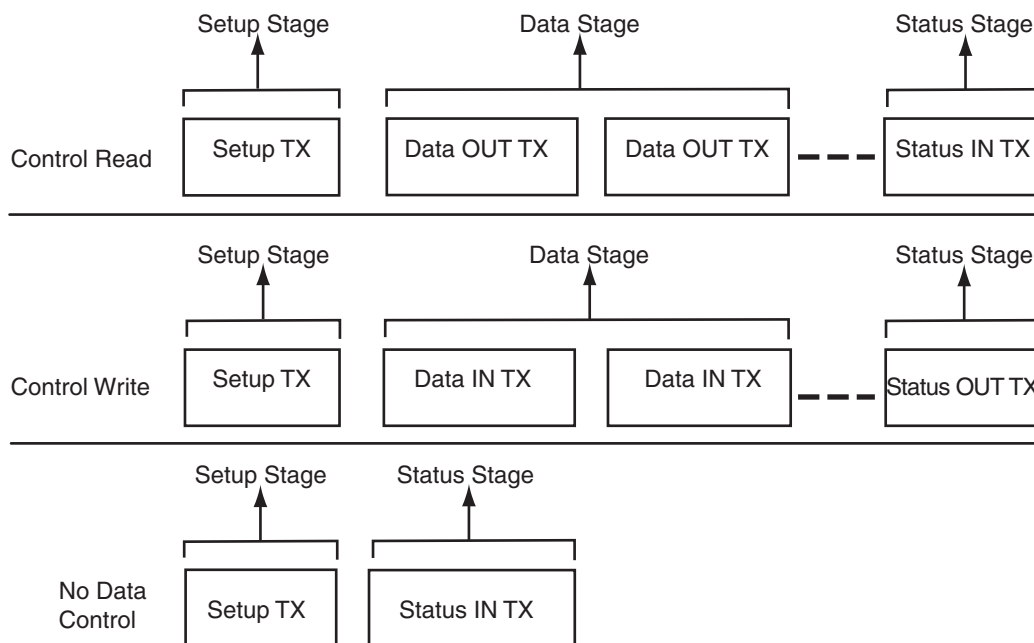 Setup Stage Data Stage Status Stage
Control Read Setup TX Data OUT TX Data OUT TX Status IN TX
Setup Stage Data Stage Status Stage
Control Write Setup TX Data IN TX Data IN TX Status OUT TX
Setup Stage Status Stage
No Data
Control Setup TX Status IN TX